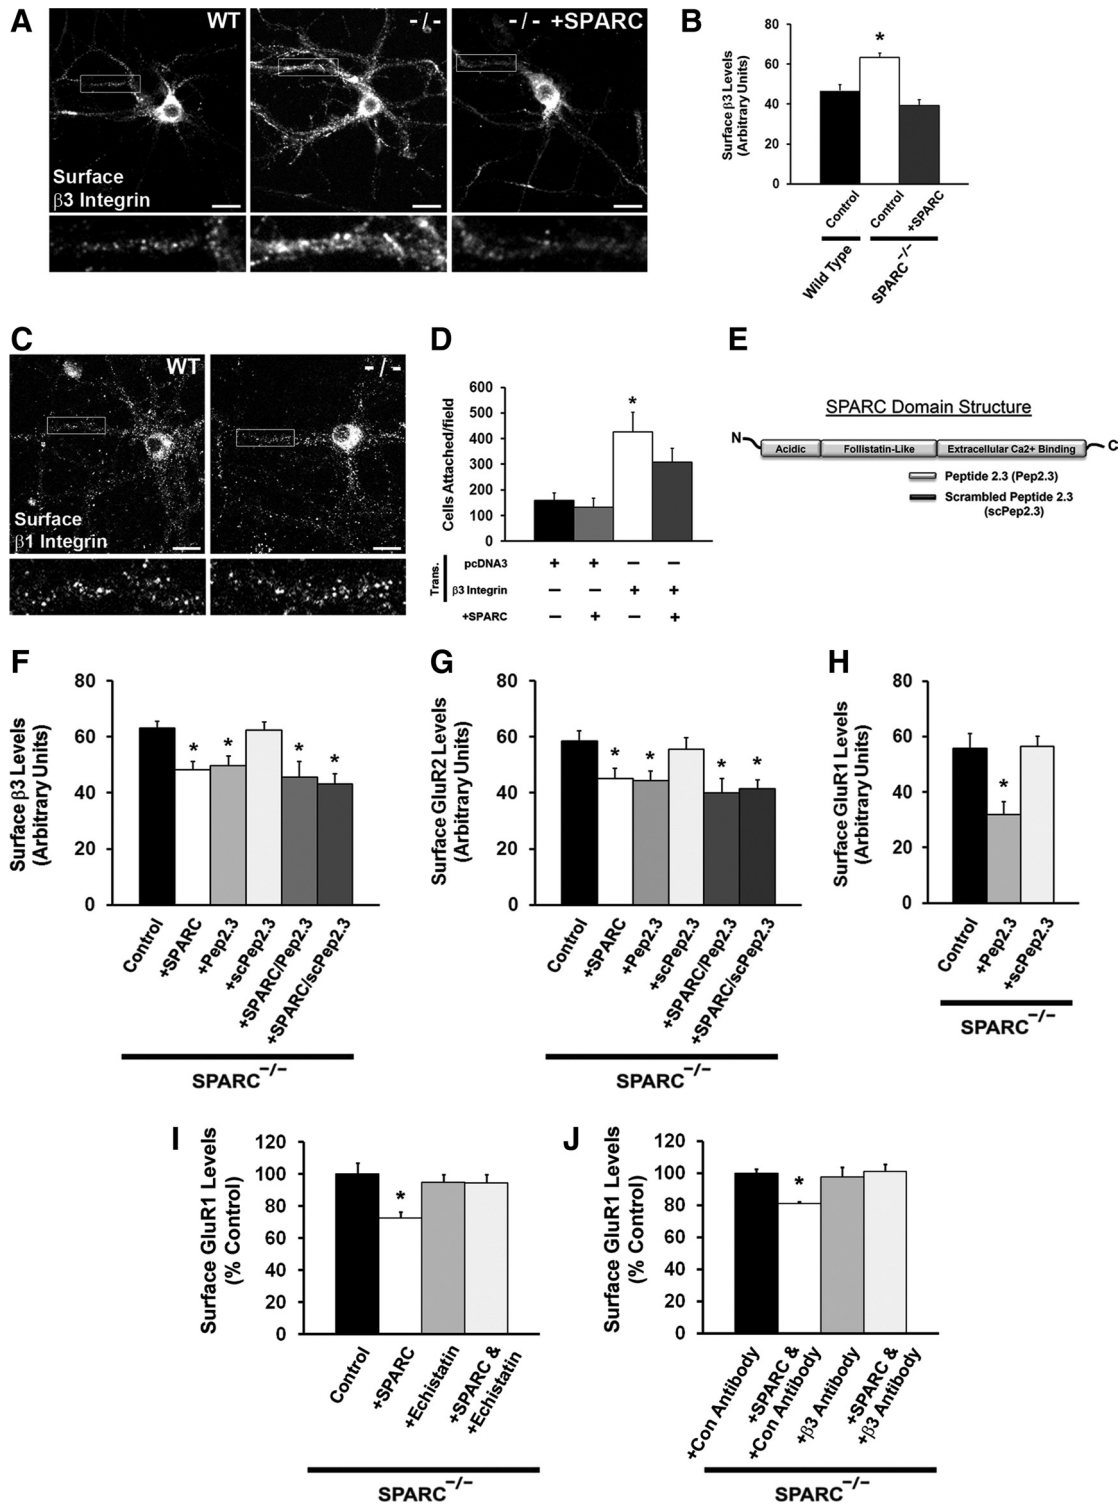 A
WT
-/-
-/- +SPARC
Surface
β3 Integrin
B
Surface β3 Levels
(Arbitrary Units)
80
60
40
20
0
*
Control
Control
+SPARC
Wild Type
SPARC−/−
C
WT
-/-
Surface
β1 Integrin
D
Cells Attached/field
600
500
400
300
200
100
0
*
Trans.
pcDNA3 + + − −
β3 Integrin − − + +
+SPARC − + − +
E
SPARC Domain Structure
N
Acidic
Follistatin-Like
Extracellular Ca2+ Binding
C
Peptide 2.3 (Pep2.3)
Scrambled Peptide 2.3
(scPep2.3)
F
Surface β3 Levels
(Arbitrary Units)
80
60
40
20
0
* * * *
Control
+SPARC
+Pep2.3
+scPep2.3
+SPARC/Pep2.3
+SPARC/scPep2.3
SPARC−/−
G
Surface GluR2 Levels
(Arbitrary Units)
80
60
40
20
0
* * * *
Control
+SPARC
+Pep2.3
+scPep2.3
+SPARC/Pep2.3
+SPARC/scPep2.3
SPARC−/−
H
Surface GluR1 Levels
(Arbitrary Units)
80
60
40
20
0
*
Control
+Pep2.3
+scPep2.3
SPARC−/−
I
Surface GluR1 Levels
(% Control)
120
100
80
60
40
20
0
*
Control
+SPARC
+Echistatin
+SPARC &
+Echistatin
SPARC−/−
J
Surface GluR1 Levels
(% Control)
120
100
80
60
40
20
0
*
+Con Antibody
+SPARC &
+Con Antibody
+β3 Antibody
+SPARC &
+β3 Antibody
SPARC−/−